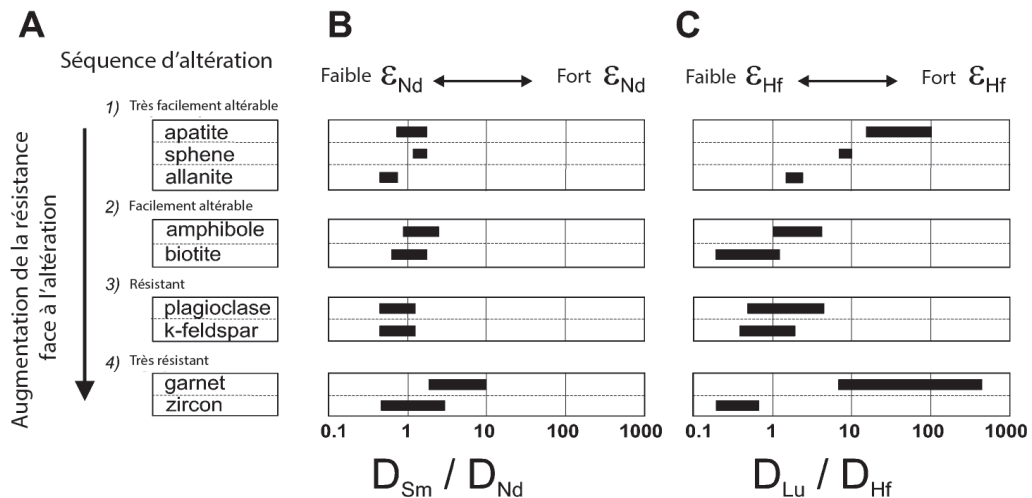 A
Séquence d'altération
Augmentation de la résistance
face à l'altération
1) Très facilement altérable
apatite
sphene
allanite
2) Facilement altérable
amphibole
biotite
3) Résistant
plagioclase
k-feldspar
4) Très résistant
garnet
zircon
B
Faible εNd Fort εNd
0.1 1 10 100 1000
DSm / DNd
C
Faible εHf Fort εHf
0.1 1 10 100 1000
DLu / DHf